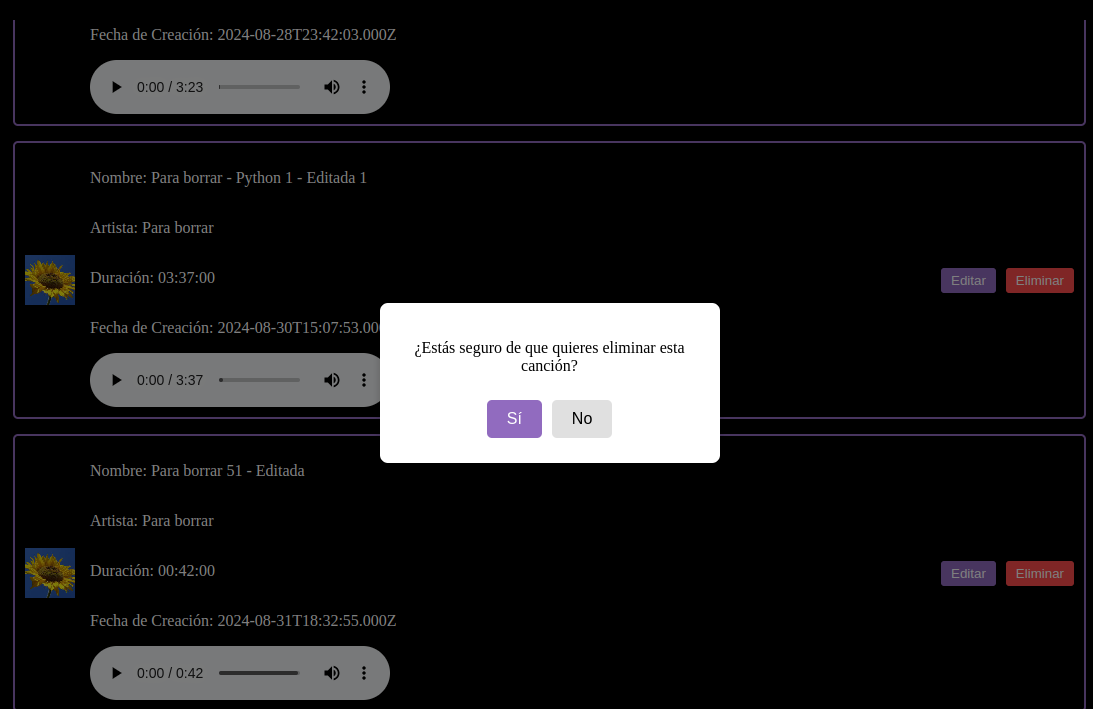 Fecha de Creación: 2024-08-28T23:42:03.000Z
0:00 / 3:23
Nombre: Para borrar - Python 1 - Editada 1
Artista: Para borrar
Duración: 03:37:00
Editar Eliminar
Fecha de Creación: 2024-08-30T15:07:53.00
0:00 / 3:37
¿Estás seguro de que quieres eliminar esta
canción?
Sí No
Nombre: Para borrar 51 - Editada
Artista: Para borrar
Duración: 00:42:00
Editar Eliminar
Fecha de Creación: 2024-08-31T18:32:55.000Z
0:00 / 0:42